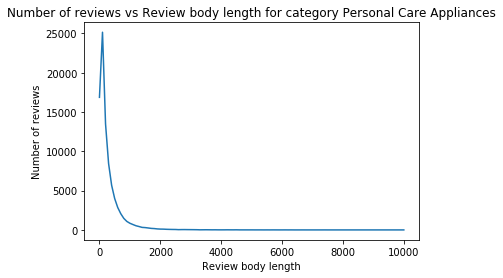 Number of reviews vs Review body length for category Personal Care Appliances
25000
20000
15000
10000
5000
0
Number of reviews
0 2000 4000 6000 8000 10000
Review body length